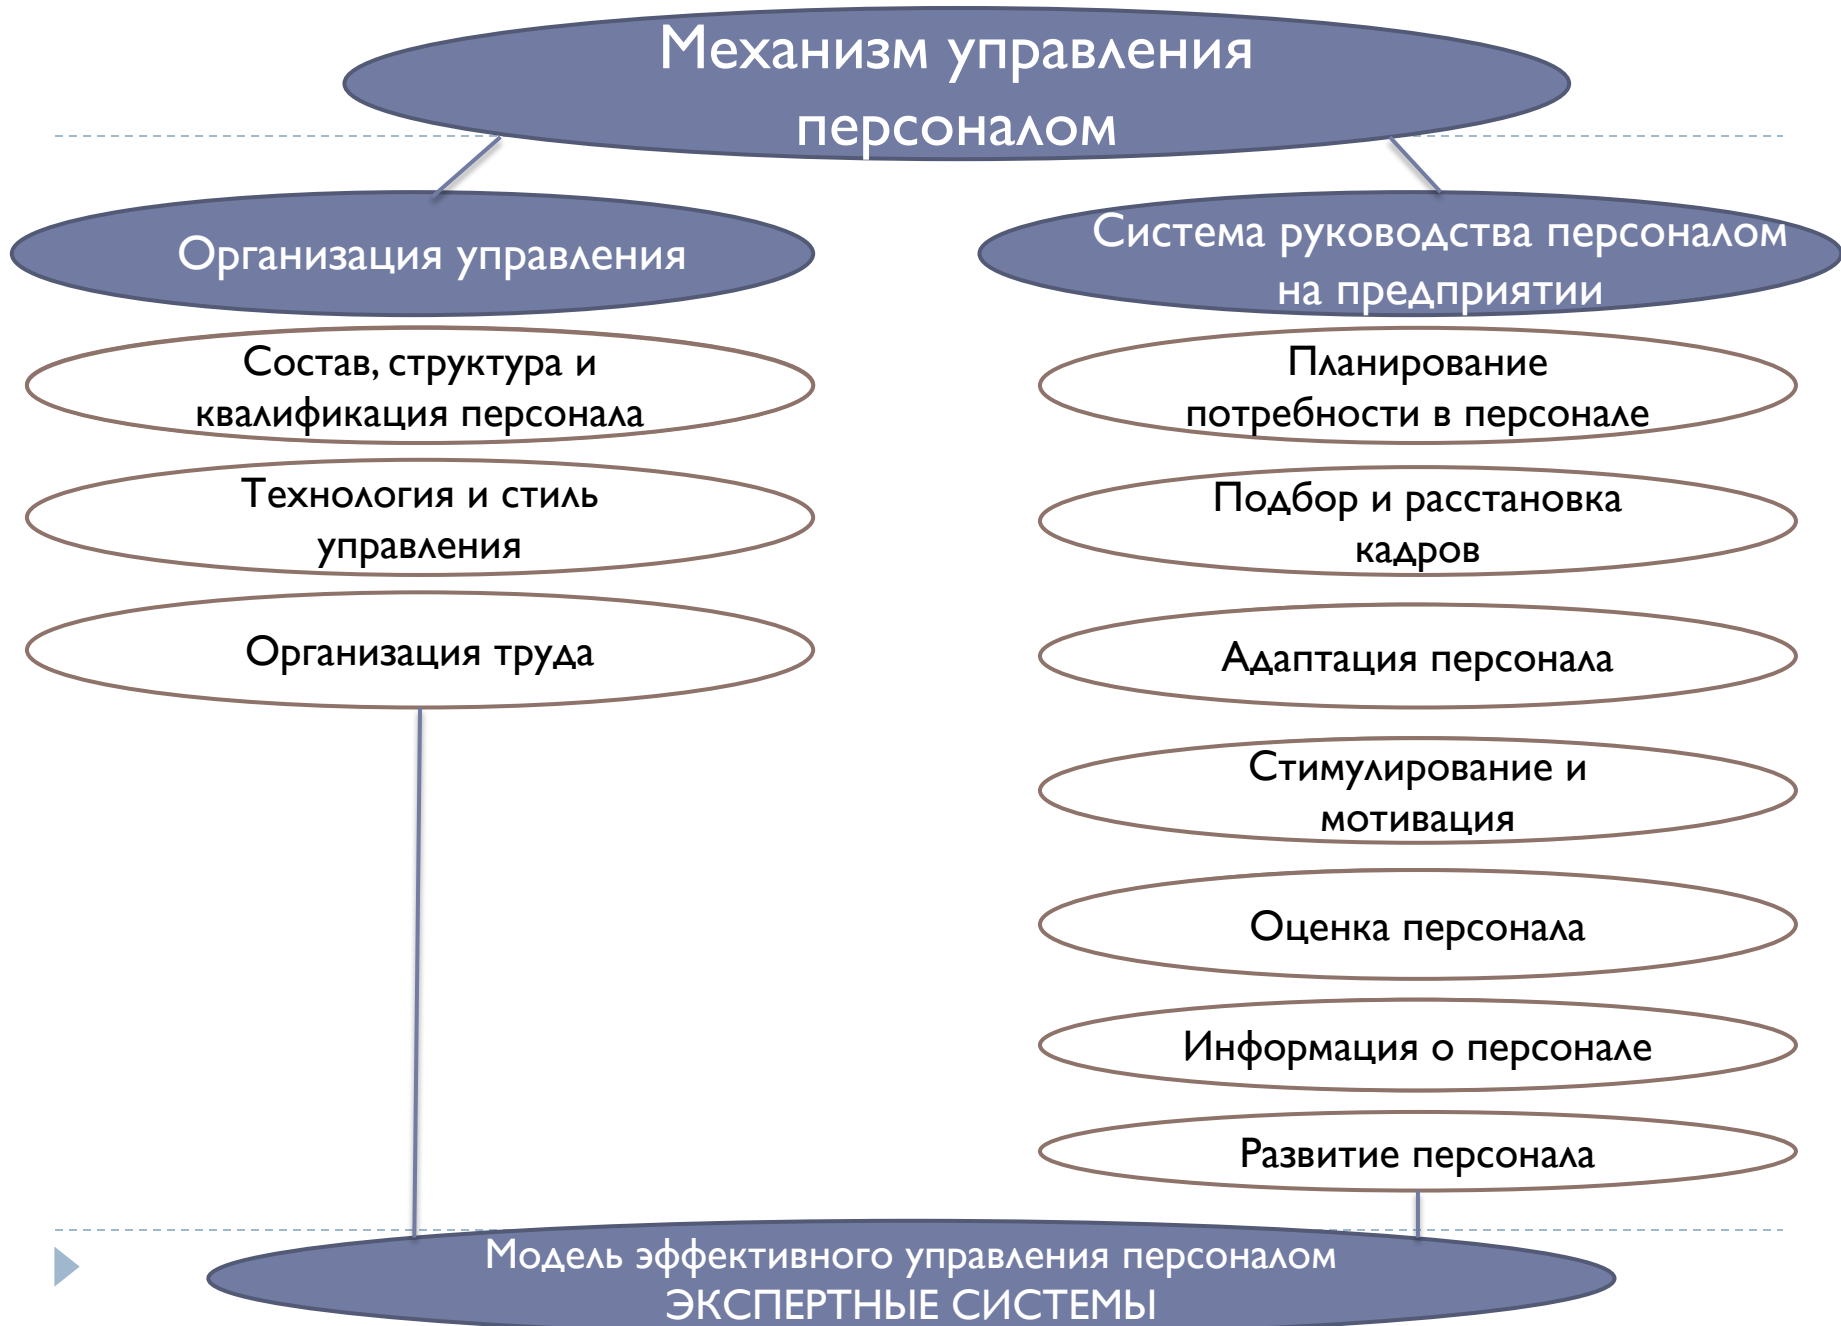 Механизм управления
персоналом
Организация управления
Состав, структура и
квалификация персонала
Технология и стиль
управления
Организация труда
Система руководства персоналом
на предприятии
Планирование
потребности в персонале
Подбор и расстановка
кадров
Адаптация персонала
Стимулирование и
мотивация
Оценка персонала
Информация о персонале
Развитие персонала
Модель эффективного управления персоналом
ЭКСПЕРТНЫЕ СИСТЕМЫ